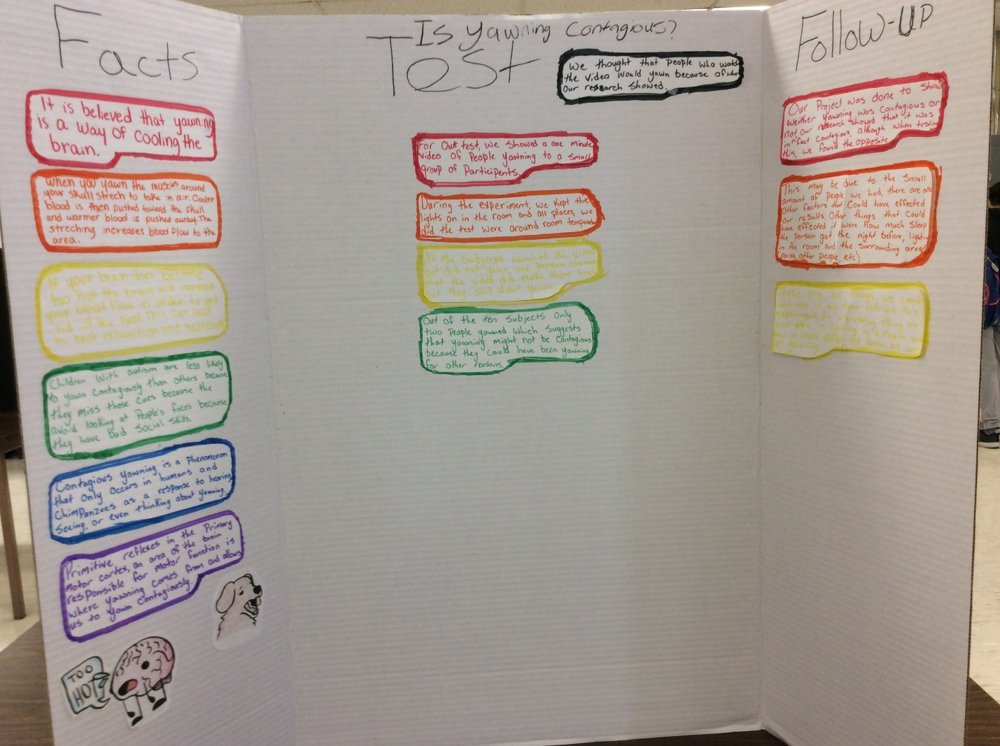 Facts
It is believed that yawning
is a way of cooling the
brain.
When you yawn the muscles around
your skull strech to take in air. Cooler
blood is then pushed toward the skull
and warmer blood is pushed away. The
streching increases blood flow to the
area.
If your brain does become
too hot the brain will increase
your blood flow in order to get
rid of the heat. This can lead
to heat exhaustion and heatstroke
Children with autism are less likely
to yawn contagiously than others because
they miss those cues because the
avoid looking at People's faces because
they have bad social skills.
Contagious yawning is a phenomenon
that only occurs in humans and
Chimpanzees as a response to hearing,
Seeing, or even thinking about yawning.
Primitive reflexes in the Primary
motor cortex, an area of the brain
responsible for motor function is
where yawning comes from and allows
us to yawn contagiously.
TOO
HOT
Is yawning contagious?
Test
We thought that people who watch
the video would yawn because of what
our research showed.
For Our test, we showed a one minute
video of people yawning to a small
group of participants.
During the experiment, we kept the
lights on in the room and all places, we
did the test were around room temperature
All the subjects watched the video
but did not yawn, one person claimed
that the video did make them tired
but they still didn't yawn
Out of the ten subjects only
two people yawned which suggests
that yawning might not be contagious
because they could have been yawning
for other reasons.
Follow-UP
Our Project was done to show
weither yawning was contagious or
not. Our research showed that it was
in fact contagious, although when testing
this, we found the opposite
This may be due to the small
amount of people we had, there are also
other factors that could have effected
our results. Other things that could
have effected it were how much sleep
the person got the night before, lighting
in the room and the surrounding area
noise, other people, etc)
These are all things we could
look into if we ever retried this
experiment. An interesting thing to
in a room and
how it could effect the brain as well
as yawning